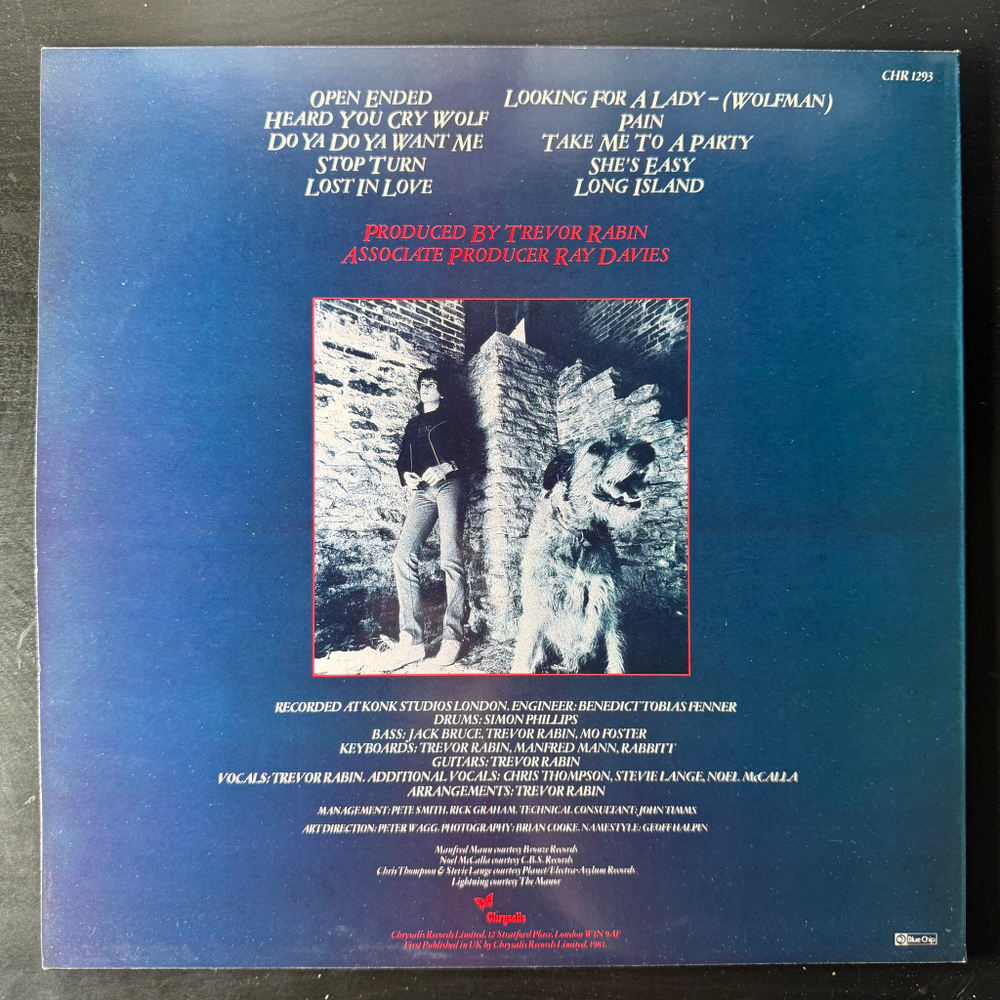 CHR 1293
OPEN ENDED
HEARD YOU CRY WOLF
DO YA DO YA WANT ME
STOP TURN
LOST IN LOVE
LOOKING FOR A LADY – (WOLFMAN)
PAIN
TAKE ME TO A PARTY
SHE'S EASY
LONG ISLAND
PRODUCED BY TREVOR RABIN
ASSOCIATE PRODUCER RAY DAVIES
RECORDED AT KONK STUDIOS LONDON. ENGINEER: BENEDICT TOBIAS FENNER
DRUMS: SIMON PHILLIPS
BASS: JACK BRUCE, TREVOR RABIN, MO FOSTER
KEYBOARDS: TREVOR RABIN, MANFRED MANN, RABBITT
GUITARS: TREVOR RABIN
VOCALS: TREVOR RABIN. ADDITIONAL VOCALS: CHRIS THOMPSON, STEVIE LANGE, NOEL McCALLA
ARRANGEMENTS: TREVOR RABIN
MANAGEMENT: PETE SMITH, RICK GRAHAM. TECHNICAL CONSULTANT: JOHN TIMMS
ART DIRECTION: PETER WAGG. PHOTOGRAPHY: BRIAN COOKE. NAMESTYLE: GEOFF HALPIN
Manfred Mann courtesy Bronze Records
Noel McCalla courtesy C.B.S. Records
Chris Thompson & Stevie Lange courtesy Planet/Electra-Asylum Records
Lightning courtesy The Manor
Chrysalis
Chrysalis Records Limited, 12 Stratford Place, London W1N 9AF
First Published in UK by Chrysalis Records Limited, 1981.
Blue Chip